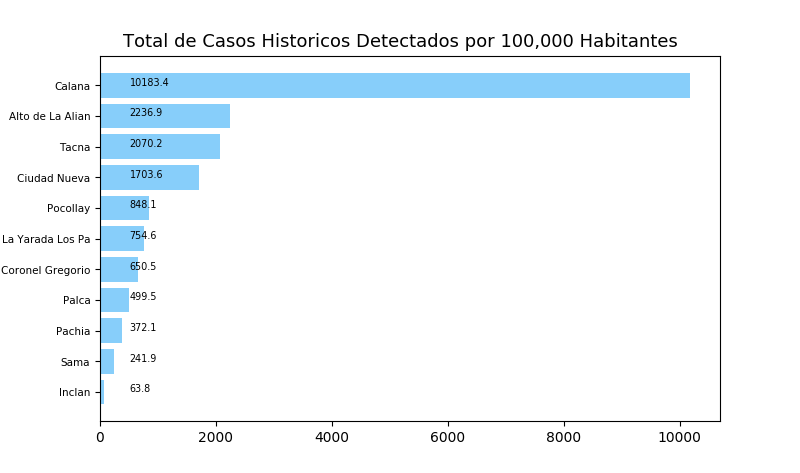 Total de Casos Historicos Detectados por 100,000 Habitantes
Calana 10183.4
Alto de La Alian 2236.9
Tacna 2070.2
Ciudad Nueva 1703.6
Pocollay 848.1
La Yarada Los Pa 754.6
Coronel Gregorio 650.5
Palca 499.5
Pachia 372.1
Sama 241.9
Inclan 63.8
0 2000 4000 6000 8000 10000